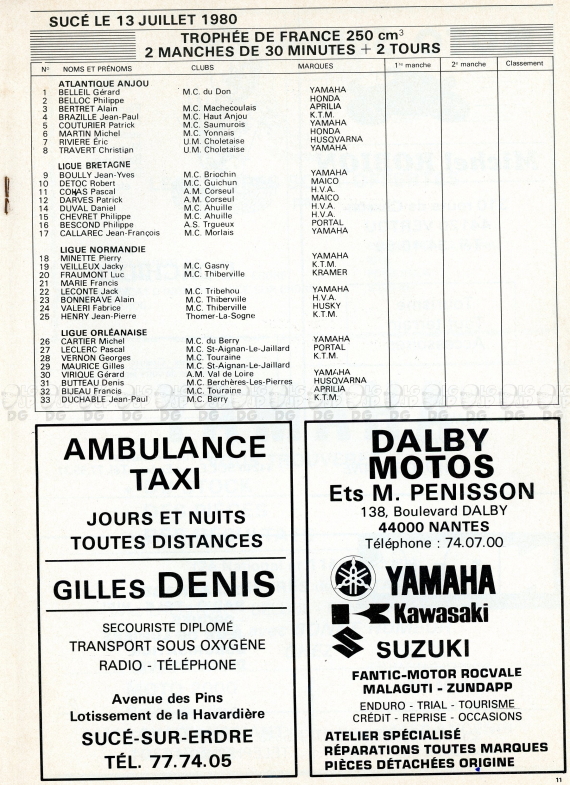 SUCÉ LE 13 JUILLET 1980
TROPHÉE DE FRANCE 250 cm³
2 MANCHES DE 30 MINUTES + 2 TOURS
N° NOMS ET PRÉNOMS CLUBS MARQUES 1re manche 2e manche Classement
ATLANTIQUE ANJOU
1 BELLEIL Gérard M.C. du Don YAMAHA
2 BELLOC Philippe HONDA
3 BERTRET Alain M.C. Machecoulais APRILIA
4 BRAZILLE Jean-Paul M.C. Haut Anjou K.T.M.
5 COUTURIER Patrick M.C. Saumurois YAMAHA
6 MARTIN Michel M.C. Yonnais HONDA
7 RIVIERE Éric U.M. Choletaise HUSQVARNA
8 TRAVERT Christian U.M. Choletaise YAMAHA
LIGUE BRETAGNE
9 BOULLY Jean-Yves M.C. Briochin YAMAHA
10 DETOC Robert M.C. Guichun MAICO
11 COHAS Pascal A.M. Corseul H.V.A.
12 DARVES Patrick A.M. Corseul MAICO
14 DUVAL Daniel M.C. Ahuille H.V.A.
15 CHEVRET Philippe M.C. Ahuille H.V.A.
16 BESCOND Philippe A.S. Trgueux PORTAL
17 CALLAREC Jean-François M.C. Morlais YAMAHA
LIGUE NORMANDIE
18 MINETTE Pierry YAMAHA
19 VEILLEUX Jacky M.C. Gasny K.T.M.
20 FRAUMONT Luc M.C. Thiberville KRAMER
21 MARIE Francis
22 LECONTE Jack M.C. Tribehou YAMAHA
23 BONNERAVE Alain M.C. Thiberville H.V.A.
24 VALERI Fabrice M.C. Thiberville HUSKY
25 HENRY Jean-Pierre Thomer-La-Sogne K.T.M.
LIGUE ORLÉANAISE
26 CARTIER Michel M.C. du Berry YAMAHA
27 LECLERC Pascal M.C. St-Aignan-Le-Jaillard PORTAL
28 VERNON Georges M.C. Touraine K.T.M.
29 MAURICE Gilles M.C. St-Aignan-Le-Jaillard
30 VIRIQUE Gérard A.M. Val de Loire YAMAHA
31 BUTTEAU Denis M.C. Berchères-Les-Pierres HUSQVARNA
32 BIJEAU Francis M.C. Touraine APRILIA
33 DUCHABLE Jean-Paul M.C. Berry K.T.M.
AMBULANCE
TAXI
JOURS ET NUITS
TOUTES DISTANCES
GILLES DENIS
SECOURISTE DIPLOMÉ
TRANSPORT SOUS OXYGÈNE
RADIO - TÉLÉPHONE
Avenue des Pins
Lotissement de la Havardière
SUCÉ-SUR-ERDRE
TÉL. 77.74.05
DALBY
MOTOS
Ets M. PENISSON
138, Boulevard DALBY
44000 NANTES
Téléphone : 74.07.00
YAMAHA
Kawasaki
SUZUKI
FANTIC-MOTOR ROCVALE
MALAGUTI - ZUNDAPP
ENDURO - TRIAL - TOURISME
CRÉDIT - REPRISE - OCCASIONS
ATELIER SPÉCIALISÉ
RÉPARATIONS TOUTES MARQUES
PIÈCES DÉTACHÉES ORIGINE
11